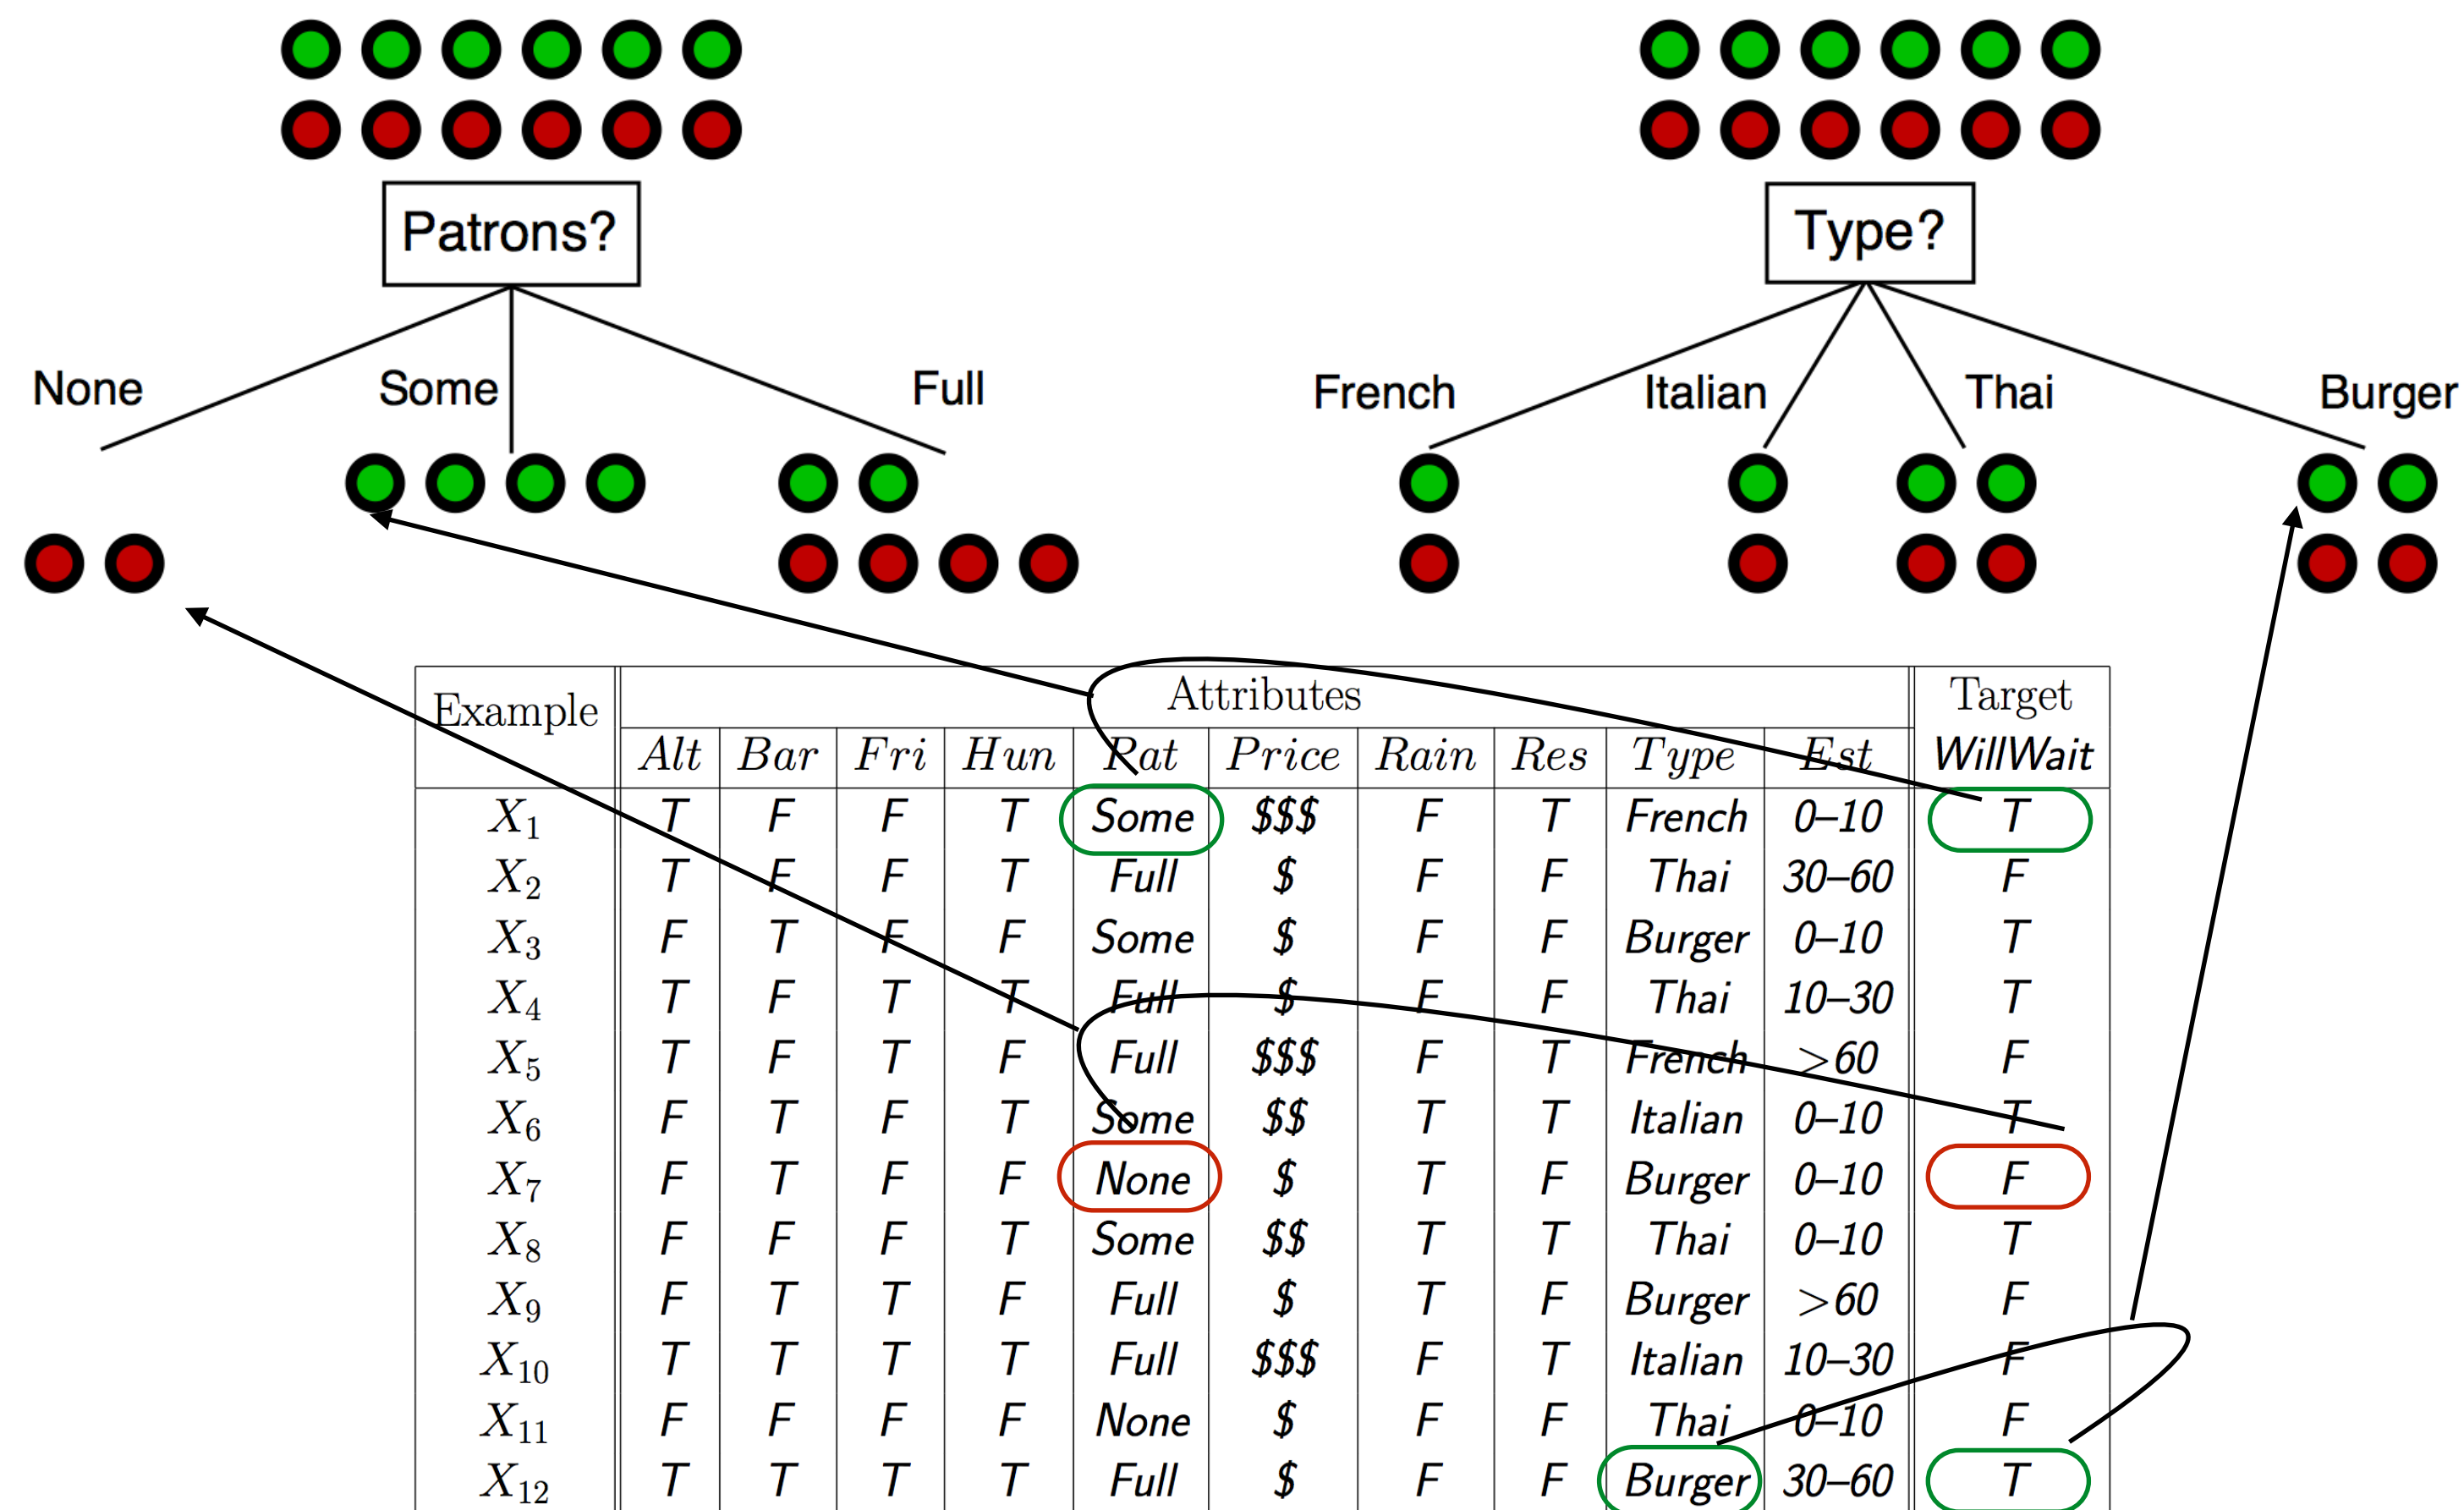 Patrons?
Type?
None Some Full
French Italian Thai Burger
Example Attributes Target
Alt Bar Fri Hun Pat Price Rain Res Type Est WillWait
X1 T F F T Some $$$ F T French 0–10 T
X2 T F F T Full $ F F Thai 30–60 F
X3 F T F F Some $ F F Burger 0–10 T
X4 T F T T Full $ F F Thai 10–30 T
X5 T F T F Full $$$ F T French >60 F
X6 F T F T Some $$ T T Italian 0–10 T
X7 F T F F None $ T F Burger 0–10 F
X8 F F F T Some $$ T T Thai 0–10 T
X9 F T T F Full $ T F Burger >60 F
X10 T T T T Full $$$ F T Italian 10–30 F
X11 F F F F None $ F F Thai 0–10 F
X12 T T T T Full $ F F Burger 30–60 T